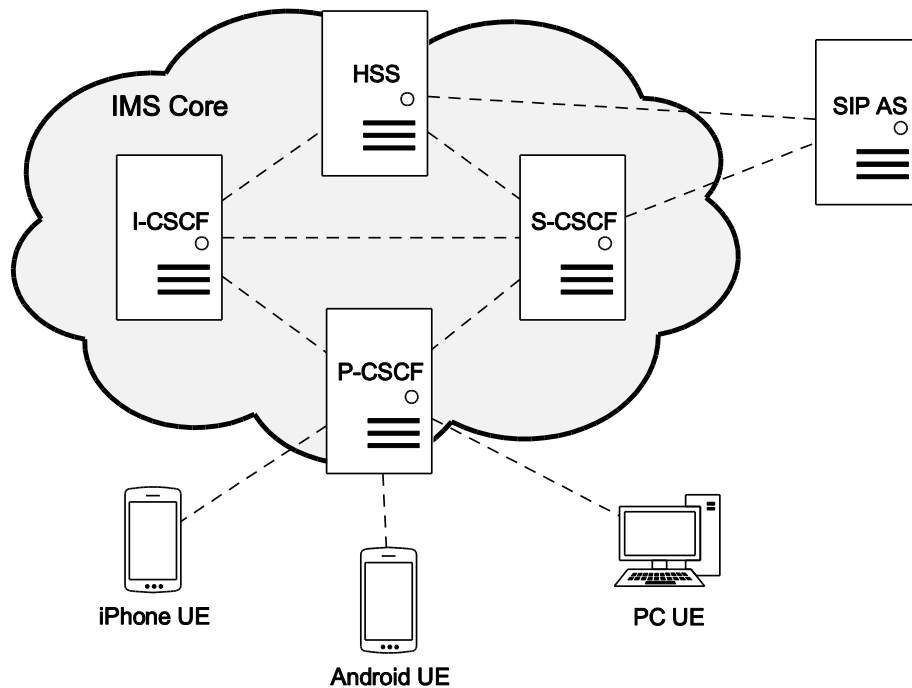 HSS
IMS Core
SIP AS
I-CSCF
S-CSCF
P-CSCF
iPhone UE
PC UE
Android UE